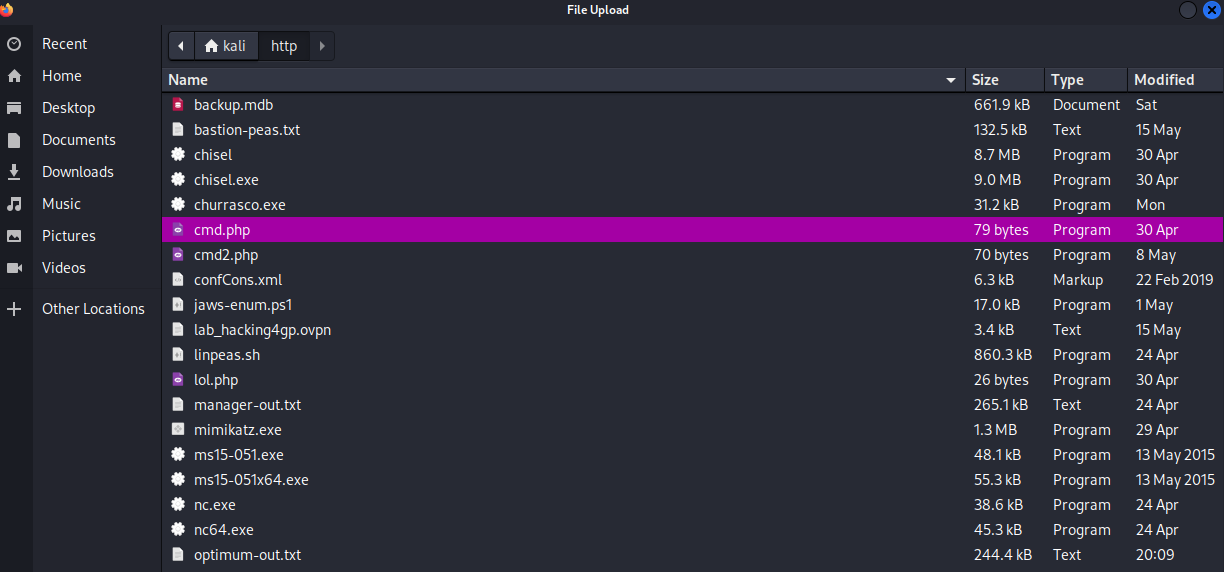 File Upload
Recent
Home
Desktop
Documents
Downloads
Music
Pictures
Videos
Other Locations
kali http
Name Size Type Modified
backup.mdb 661.9 kB Document Sat
bastion-peas.txt 132.5 kB Text 15 May
chisel 8.7 MB Program 30 Apr
chisel.exe 9.0 MB Program 30 Apr
churrasco.exe 31.2 kB Program Mon
cmd.php 79 bytes Program 30 Apr
cmd2.php 70 bytes Program 8 May
confCons.xml 6.3 kB Markup 22 Feb 2019
jaws-enum.ps1 17.0 kB Program 1 May
lab_hacking4gp.ovpn 3.4 kB Text 15 May
linpeas.sh 860.3 kB Program 24 Apr
lol.php 26 bytes Program 30 Apr
manager-out.txt 265.1 kB Text 24 Apr
mimikatz.exe 1.3 MB Program 29 Apr
ms15-051.exe 48.1 kB Program 13 May 2015
ms15-051x64.exe 55.3 kB Program 13 May 2015
nc.exe 38.6 kB Program 24 Apr
nc64.exe 45.3 kB Program 24 Apr
optimum-out.txt 244.4 kB Text 20:09